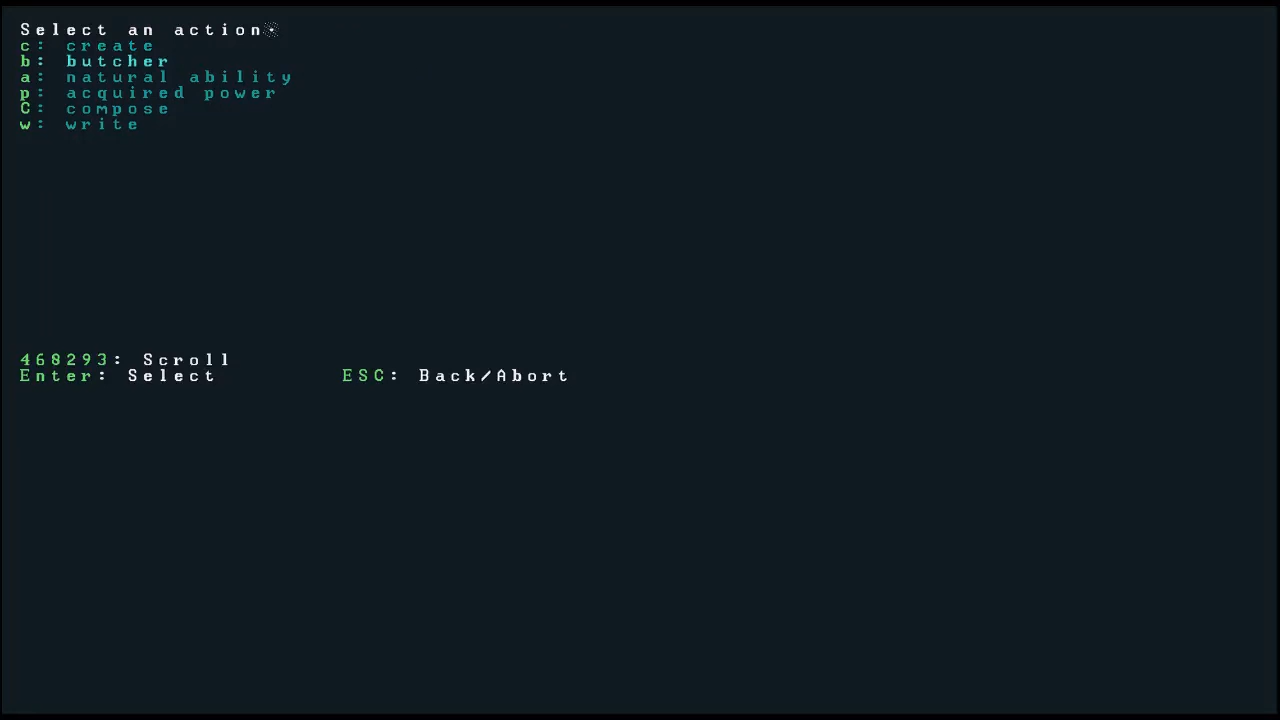 Select an action
c: create
b: butcher
a: natural ability
p: acquired power
C: compose
w: write
468293: Scroll
Enter: Select ESC: Back/Abort